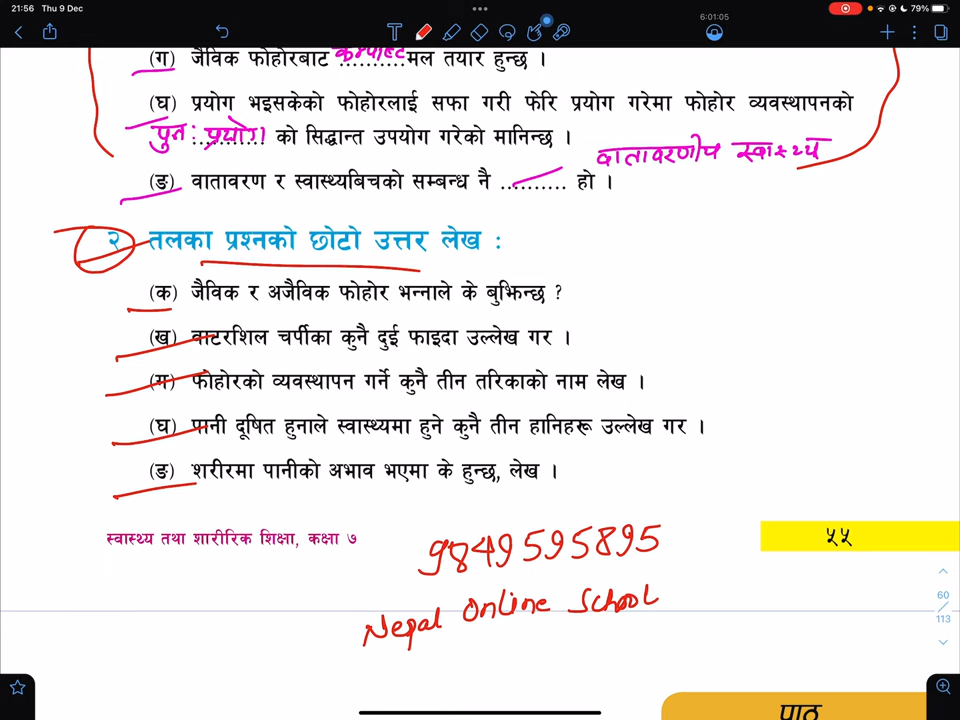 21:56 Thu 9 Dec
6:01:05
79%
(ग) जैविक फोहोरबाट कम्पोष्ट मल तयार हुन्छ ।
(घ) प्रयोग भइसकेको फोहोरलाई सफा गरी फेरि प्रयोग गरेमा फोहोर व्यवस्थापनको
पुन: प्रयोग को सिद्धान्त उपयोग गरेको मानिन्छ ।
वातावरणीय स्वास्थ्य
(ङ) वातावरण र स्वास्थ्यबिचको सम्बन्ध नै .......... हो ।
२ तलका प्रश्नको छोटो उत्तर लेख :
(क) जैविक र अजैविक फोहोर भन्नाले के बुझिन्छ ?
(ख) वाटरशिल चर्पीका कुनै दुई फाइदा उल्लेख गर ।
(ग) फोहोरको व्यवस्थापन गर्ने कुनै तीन तरिकाको नाम लेख ।
(घ) पानी दूषित हुनाले स्वास्थ्यमा हुने कुनै तीन हानिहरू उल्लेख गर ।
(ङ) शरीरमा पानीको अभाव भएमा के हुन्छ, लेख ।
स्वास्थ्य तथा शारीरिक शिक्षा, कक्षा ७
५५
9849595895
Nepal Online School
60
113
पाठ